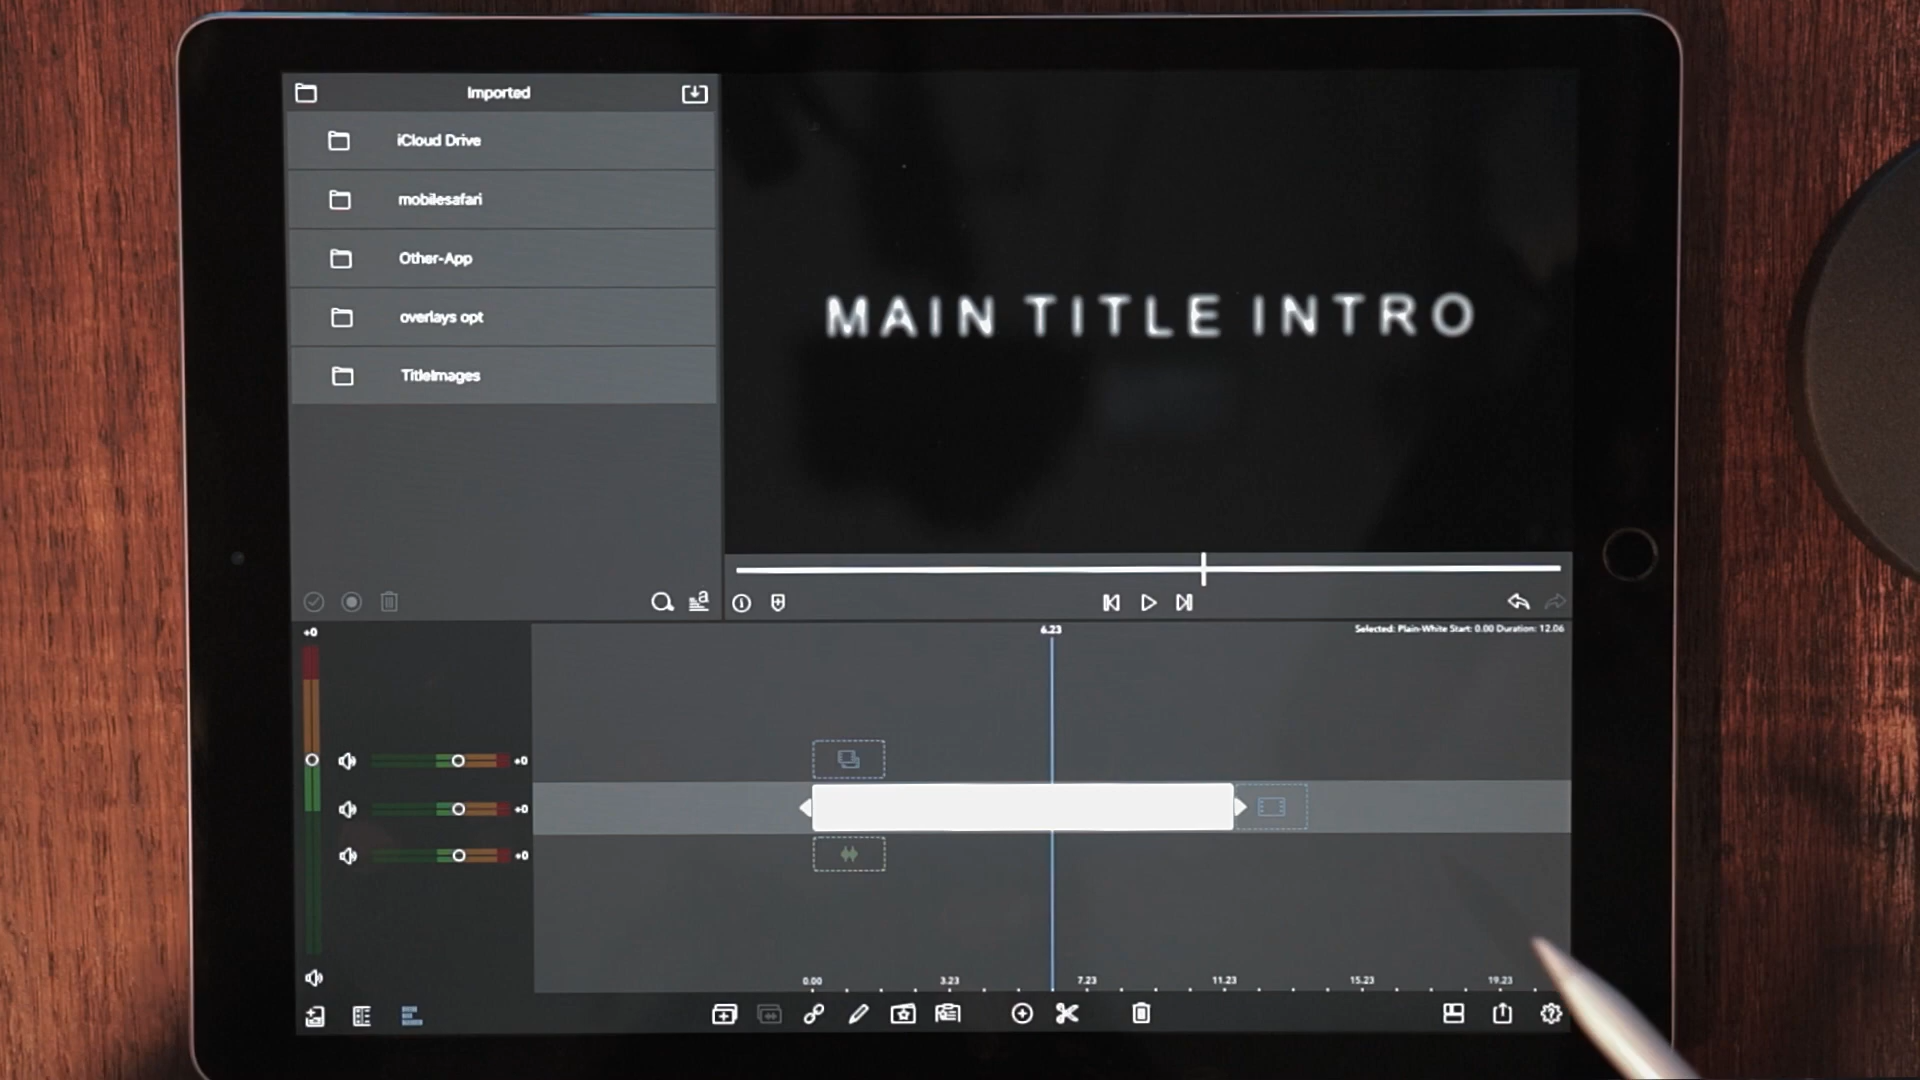 Imported
iCloud Drive
mobilesafari
Other-App
overlays opt
TitleImages
MAIN TITLE INTRO
6.23
Selected: Plain-White Start: 0.00 Duration: 12.06
+0
+0
+0
+0
0.00 3.23 7.23 11.23 15.23 19.23